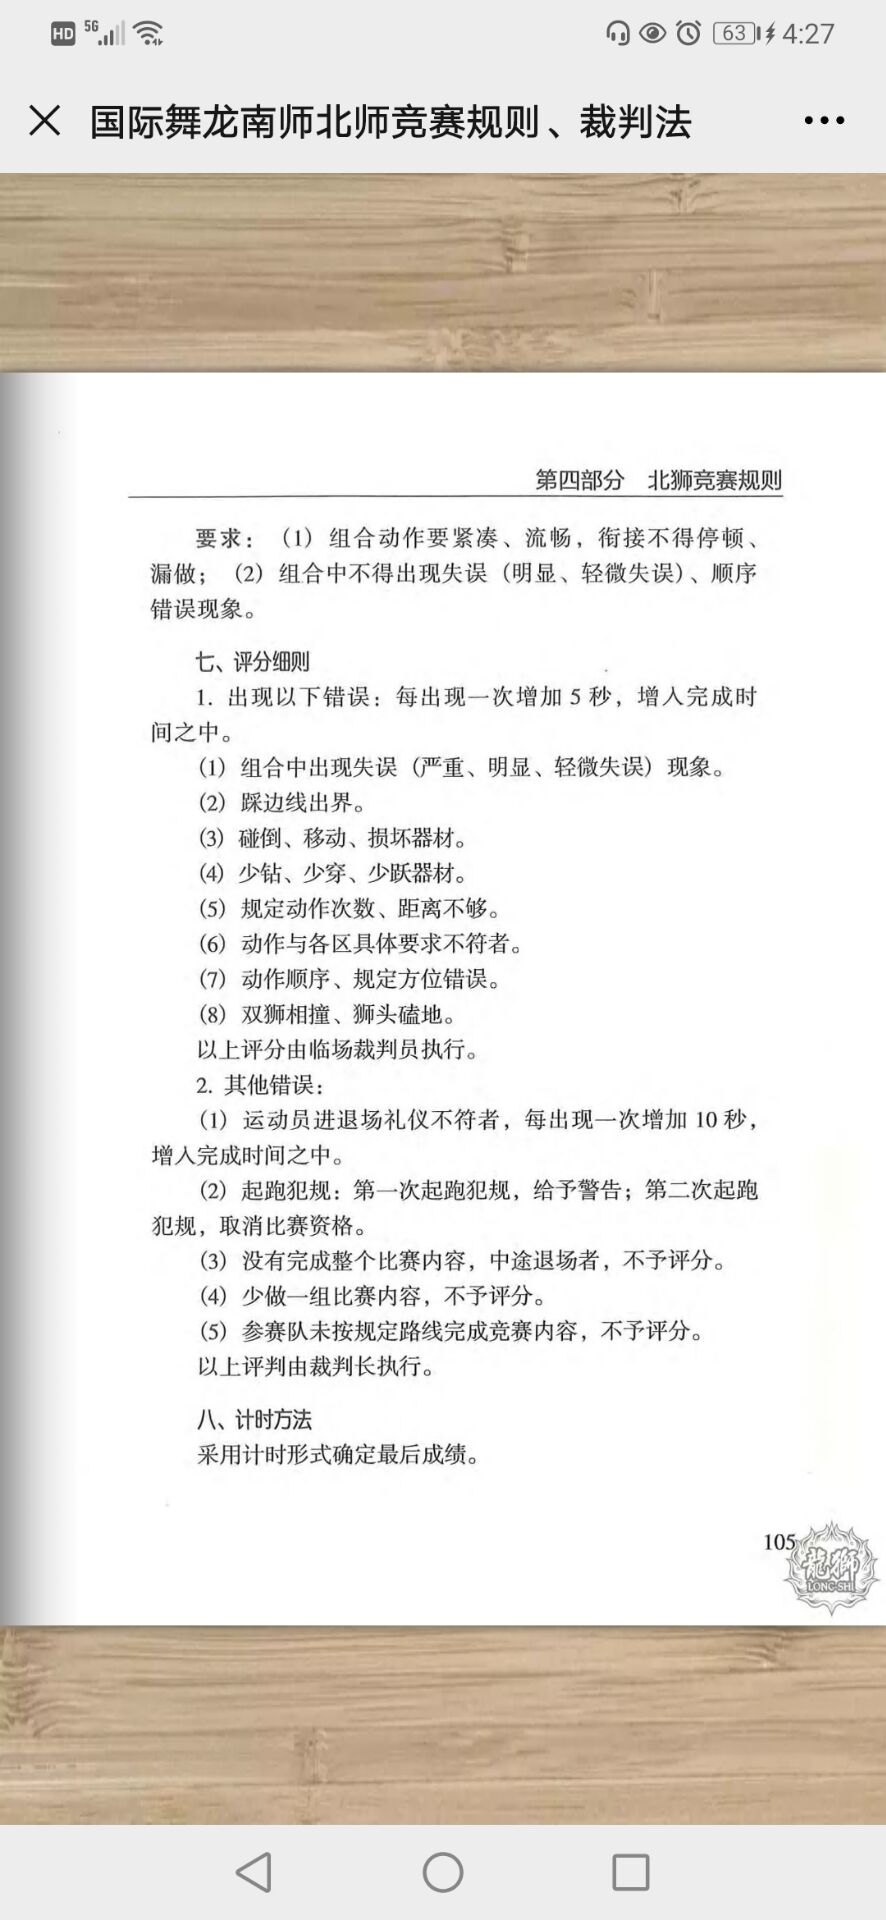 HD 5G 63 4:27
国际舞龙南师北师竞赛规则、裁判法
第四部分 北狮竞赛规则
要求：（1）组合动作要紧凑、流畅，衔接不得停顿、
漏做；（2）组合中不得出现失误（明显、轻微失误）、顺序
错误现象。
七、评分细则
1. 出现以下错误：每出现一次增加 5 秒，增入完成时
间之中。
（1）组合中出现失误（严重、明显、轻微失误）现象。
（2）踩边线出界。
（3）碰倒、移动、损坏器材。
（4）少钻、少穿、少跃器材。
（5）规定动作次数、距离不够。
（6）动作与各区具体要求不符者。
（7）动作顺序、规定方位错误。
（8）双狮相撞、狮头磕地。
以上评分由临场裁判员执行。
2. 其他错误：
（1）运动员进退场礼仪不符者，每出现一次增加 10 秒，
增入完成时间之中。
（2）起跑犯规：第一次起跑犯规，给予警告；第二次起跑
犯规，取消比赛资格。
（3）没有完成整个比赛内容，中途退场者，不予评分。
（4）少做一组比赛内容，不予评分。
（5）参赛队未按规定路线完成竞赛内容，不予评分。
以上评判由裁判长执行。
八、计时方法
采用计时形式确定最后成绩。
105
龍獅
LONG-SHI